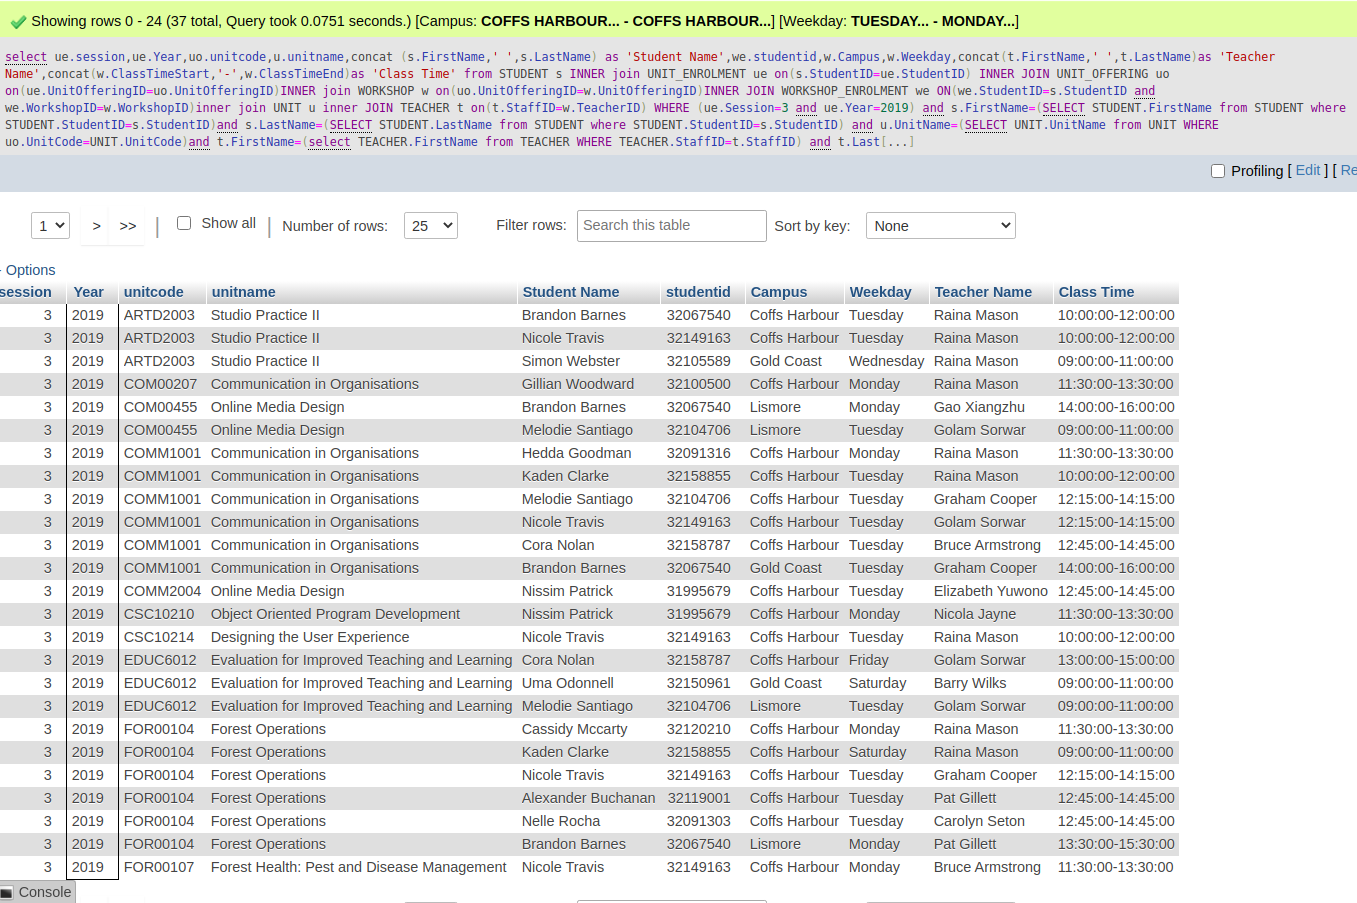 Showing rows 0 - 24 (37 total, Query took 0.0751 seconds.) [Campus: COFFS HARBOUR... - COFFS HARBOUR...] [Weekday: TUESDAY... - MONDAY...]
select ue.session,ue.Year,uo.unitcode,u.unitname,concat (s.FirstName,' ',s.LastName) as 'Student Name',we.studentid,w.Campus,w.Weekday,concat(t.FirstName,' ',t.LastName)as 'Teacher
Name',concat(w.ClassTimeStart,'-',w.ClassTimeEnd)as 'Class Time' from STUDENT s INNER join UNIT_ENROLMENT ue on(s.StudentID=ue.StudentID) INNER JOIN UNIT_OFFERING uo
on(ue.UnitOfferingID=uo.UnitOfferingID)INNER join WORKSHOP w on(uo.UnitOfferingID=w.UnitOfferingID)INNER JOIN WORKSHOP_ENROLMENT we ON(we.StudentID=s.StudentID and
we.WorkshopID=w.WorkshopID)inner join UNIT u inner JOIN TEACHER t on(t.StaffID=w.TeacherID) WHERE (ue.Session=3 and ue.Year=2019) and s.FirstName=(SELECT STUDENT.FirstName from STUDENT where
STUDENT.StudentID=s.StudentID)and s.LastName=(SELECT STUDENT.LastName from STUDENT where STUDENT.StudentID=s.StudentID) and u.UnitName=(SELECT UNIT.UnitName from UNIT WHERE
uo.UnitCode=UNIT.UnitCode)and t.FirstName=(select TEACHER.FirstName from TEACHER WHERE TEACHER.StaffID=t.StaffID) and t.Last[...]
Profiling [ Edit ] [ Re
1 > >> | Show all | Number of rows: 25 Filter rows: Search this table Sort by key: None
Options
session Year unitcode unitname Student Name studentid Campus Weekday Teacher Name Class Time
3 2019 ARTD2003 Studio Practice II Brandon Barnes 32067540 Coffs Harbour Tuesday Raina Mason 10:00:00-12:00:00
3 2019 ARTD2003 Studio Practice II Nicole Travis 32149163 Coffs Harbour Tuesday Raina Mason 10:00:00-12:00:00
3 2019 ARTD2003 Studio Practice II Simon Webster 32105589 Gold Coast Wednesday Raina Mason 09:00:00-11:00:00
3 2019 COM00207 Communication in Organisations Gillian Woodward 32100500 Coffs Harbour Monday Raina Mason 11:30:00-13:30:00
3 2019 COM00455 Online Media Design Brandon Barnes 32067540 Lismore Monday Gao Xiangzhu 14:00:00-16:00:00
3 2019 COM00455 Online Media Design Melodie Santiago 32104706 Lismore Tuesday Golam Sorwar 09:00:00-11:00:00
3 2019 COMM1001 Communication in Organisations Hedda Goodman 32091316 Coffs Harbour Monday Raina Mason 11:30:00-13:30:00
3 2019 COMM1001 Communication in Organisations Kaden Clarke 32158855 Coffs Harbour Tuesday Raina Mason 10:00:00-12:00:00
3 2019 COMM1001 Communication in Organisations Melodie Santiago 32104706 Coffs Harbour Tuesday Graham Cooper 12:15:00-14:15:00
3 2019 COMM1001 Communication in Organisations Nicole Travis 32149163 Coffs Harbour Tuesday Golam Sorwar 12:15:00-14:15:00
3 2019 COMM1001 Communication in Organisations Cora Nolan 32158787 Coffs Harbour Tuesday Bruce Armstrong 12:45:00-14:45:00
3 2019 COMM1001 Communication in Organisations Brandon Barnes 32067540 Gold Coast Tuesday Graham Cooper 14:00:00-16:00:00
3 2019 COMM2004 Online Media Design Nissim Patrick 31995679 Coffs Harbour Tuesday Elizabeth Yuwono 12:45:00-14:45:00
3 2019 CSC10210 Object Oriented Program Development Nissim Patrick 31995679 Coffs Harbour Monday Nicola Jayne 11:30:00-13:30:00
3 2019 CSC10214 Designing the User Experience Nicole Travis 32149163 Coffs Harbour Tuesday Raina Mason 10:00:00-12:00:00
3 2019 EDUC6012 Evaluation for Improved Teaching and Learning Cora Nolan 32158787 Coffs Harbour Friday Golam Sorwar 13:00:00-15:00:00
3 2019 EDUC6012 Evaluation for Improved Teaching and Learning Uma Odonnell 32150961 Gold Coast Saturday Barry Wilks 09:00:00-11:00:00
3 2019 EDUC6012 Evaluation for Improved Teaching and Learning Melodie Santiago 32104706 Lismore Tuesday Golam Sorwar 09:00:00-11:00:00
3 2019 FOR00104 Forest Operations Cassidy Mccarty 32120210 Coffs Harbour Monday Raina Mason 11:30:00-13:30:00
3 2019 FOR00104 Forest Operations Kaden Clarke 32158855 Coffs Harbour Saturday Raina Mason 09:00:00-11:00:00
3 2019 FOR00104 Forest Operations Nicole Travis 32149163 Coffs Harbour Tuesday Graham Cooper 12:15:00-14:15:00
3 2019 FOR00104 Forest Operations Alexander Buchanan 32119001 Coffs Harbour Tuesday Pat Gillett 12:45:00-14:45:00
3 2019 FOR00104 Forest Operations Nelle Rocha 32091303 Coffs Harbour Tuesday Carolyn Seton 12:45:00-14:45:00
3 2019 FOR00104 Forest Operations Brandon Barnes 32067540 Lismore Monday Pat Gillett 13:30:00-15:30:00
3 2019 FOR00107 Forest Health: Pest and Disease Management Nicole Travis 32149163 Coffs Harbour Monday Bruce Armstrong 11:30:00-13:30:00
Console